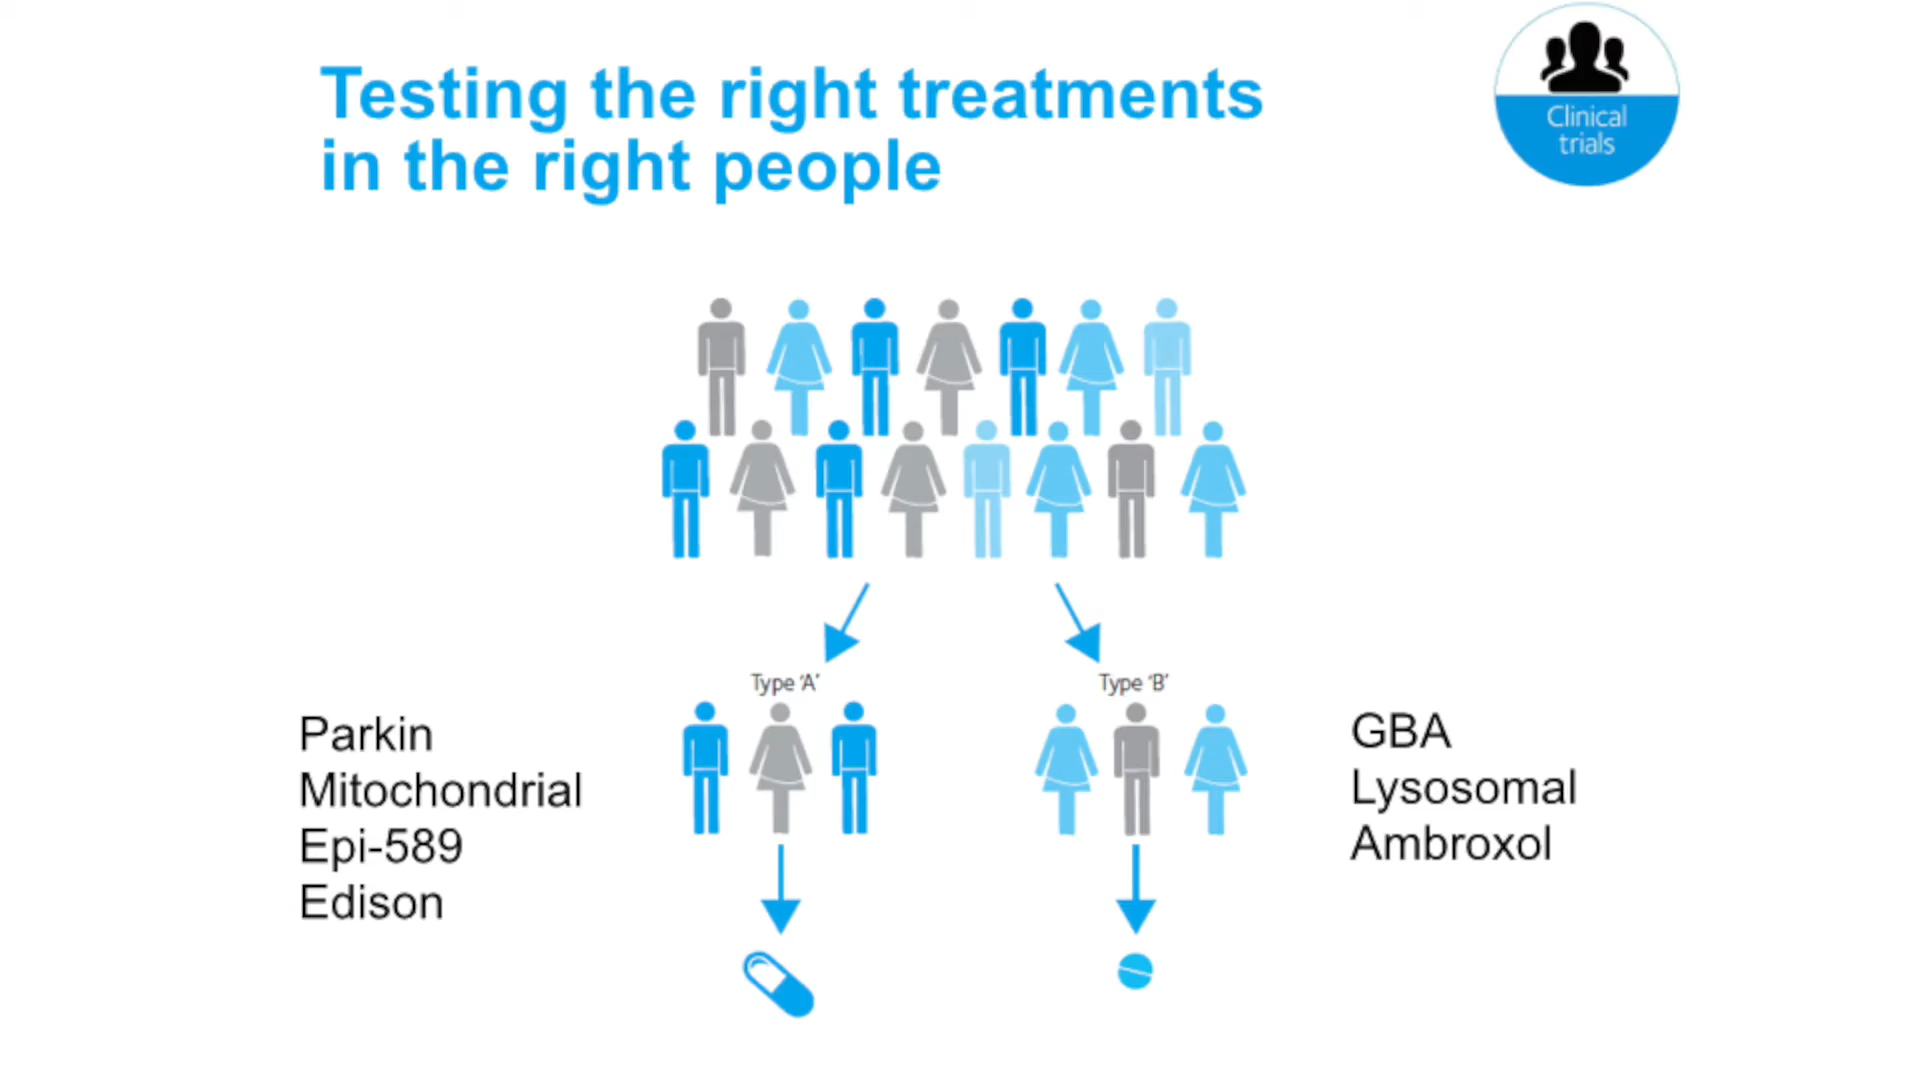 Testing the right treatments
in the right people
Clinical
trials
Type ‘A’
Type ‘B’
Parkin
Mitochondrial
Epi-589
Edison
GBA
Lysosomal
Ambroxol